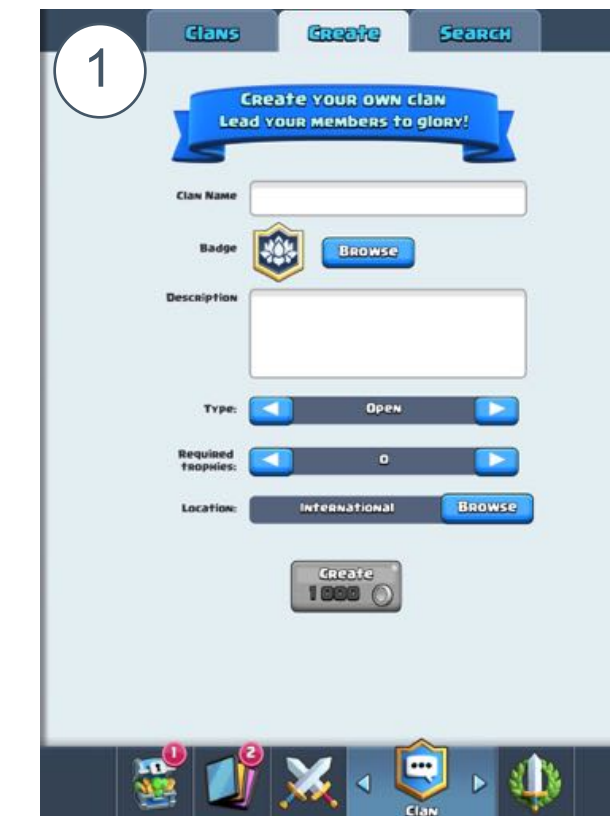 1
Clans Create Search
Create your own clan
Lead your members to glory!
Clan Name
Badge
Browse
Description
Type:
Open
Required
trophies:
0
Location:
International
Browse
Create
1000
1
2
Clan